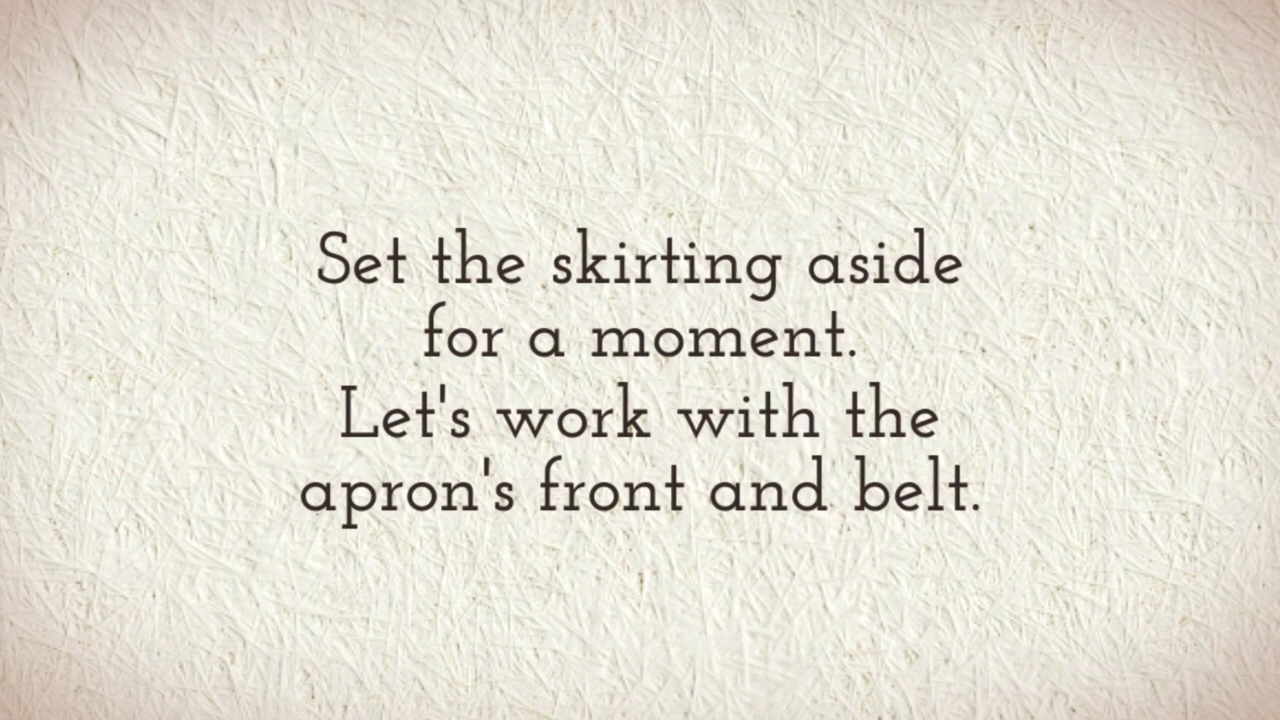 Set the skirting aside
for a moment.
Let's work with the
apron's front and belt.